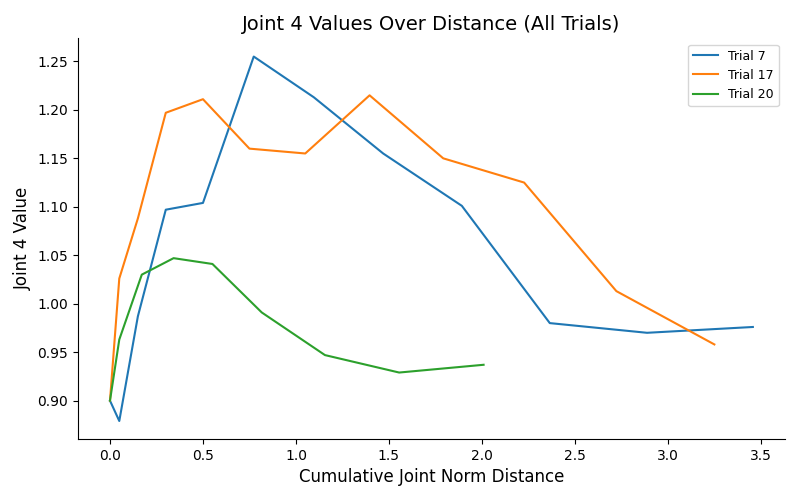 Joint 4 Values Over Distance (All Trials)
Trial 7
Trial 17
Trial 20
Joint 4 Value
1.25
1.20
1.15
1.10
1.05
1.00
0.95
0.90
0.0 0.5 1.0 1.5 2.0 2.5 3.0 3.5
Cumulative Joint Norm Distance